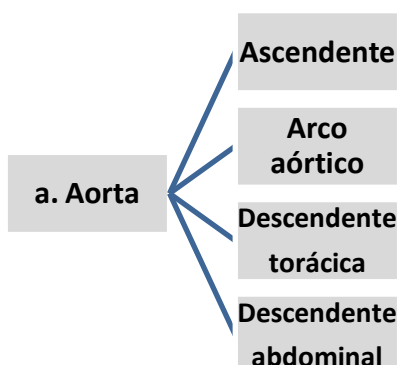 a. Aorta
Ascendente
Arco
aórtico
Descendente
torácica
Descendente
abdominal